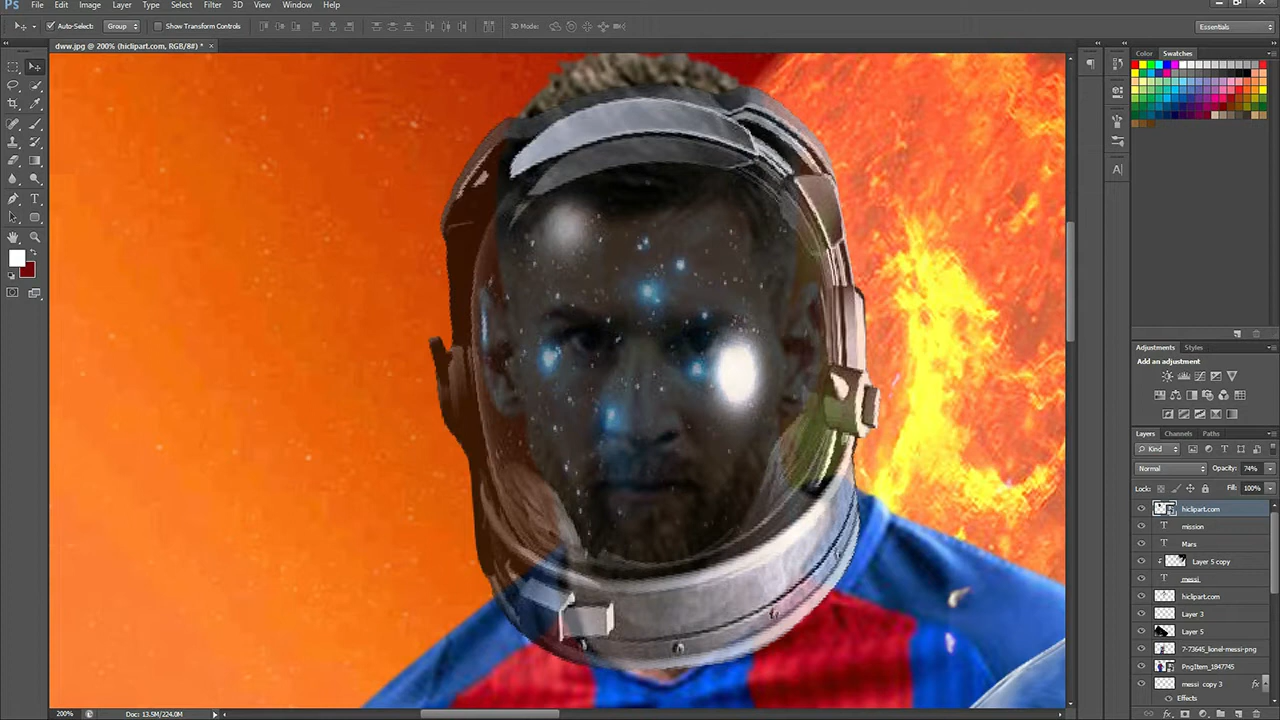 Ps File Edit Image Layer Type Select Filter 3D View Window Help
Auto-Select: Group Show Transform Controls 3D Mode: Essentials
dww.jpg @ 200% (hiclipart.com, RGB/8#) * ×
Color Swatches
Adjustments Styles
Add an adjustment
Layers Channels Paths
Kind
Normal Opacity: 74%
Lock: Fill: 100%
hiclipart.com
T mission
T Mars
Layer 5 copy
T messi
hiclipart.com
Layer 3
Layer 5
7-73645_lionel-messi-png
PngItem_1847745
messi copy 3 fx
Effects
200% Doc: 13.5M/224.0M